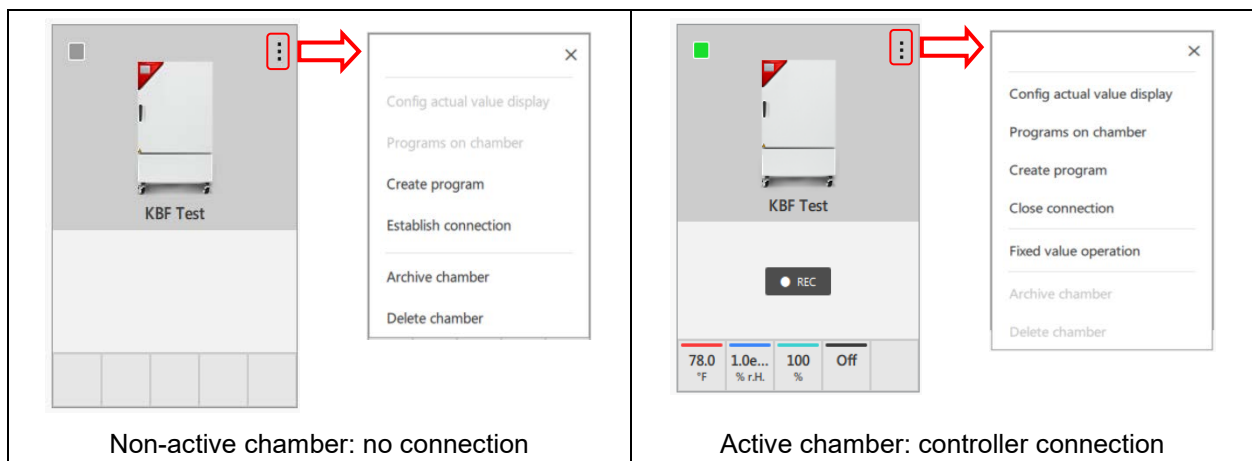 ×
Config actual value display
Programs on chamber
Create program
Establish connection
Archive chamber
Delete chamber
KBF Test
Non-active chamber: no connection
×
Config actual value display
Programs on chamber
Create program
Close connection
Fixed value operation
Archive chamber
Delete chamber
KBF Test
REC
78.0 1.0e... 100 Off
°F % r.H. %
Active chamber: controller connection